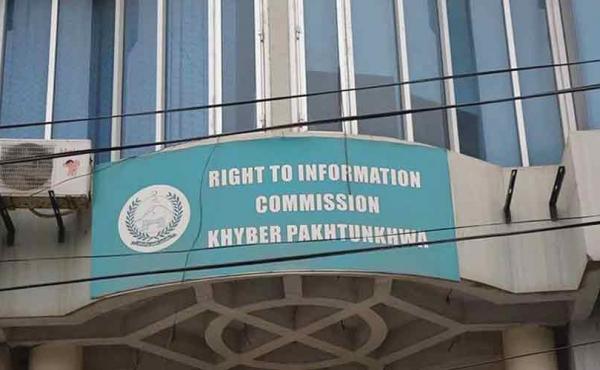 RIGHT TO INFORMATION
COMMISSION
KHYBER PAKHTUNKHWA